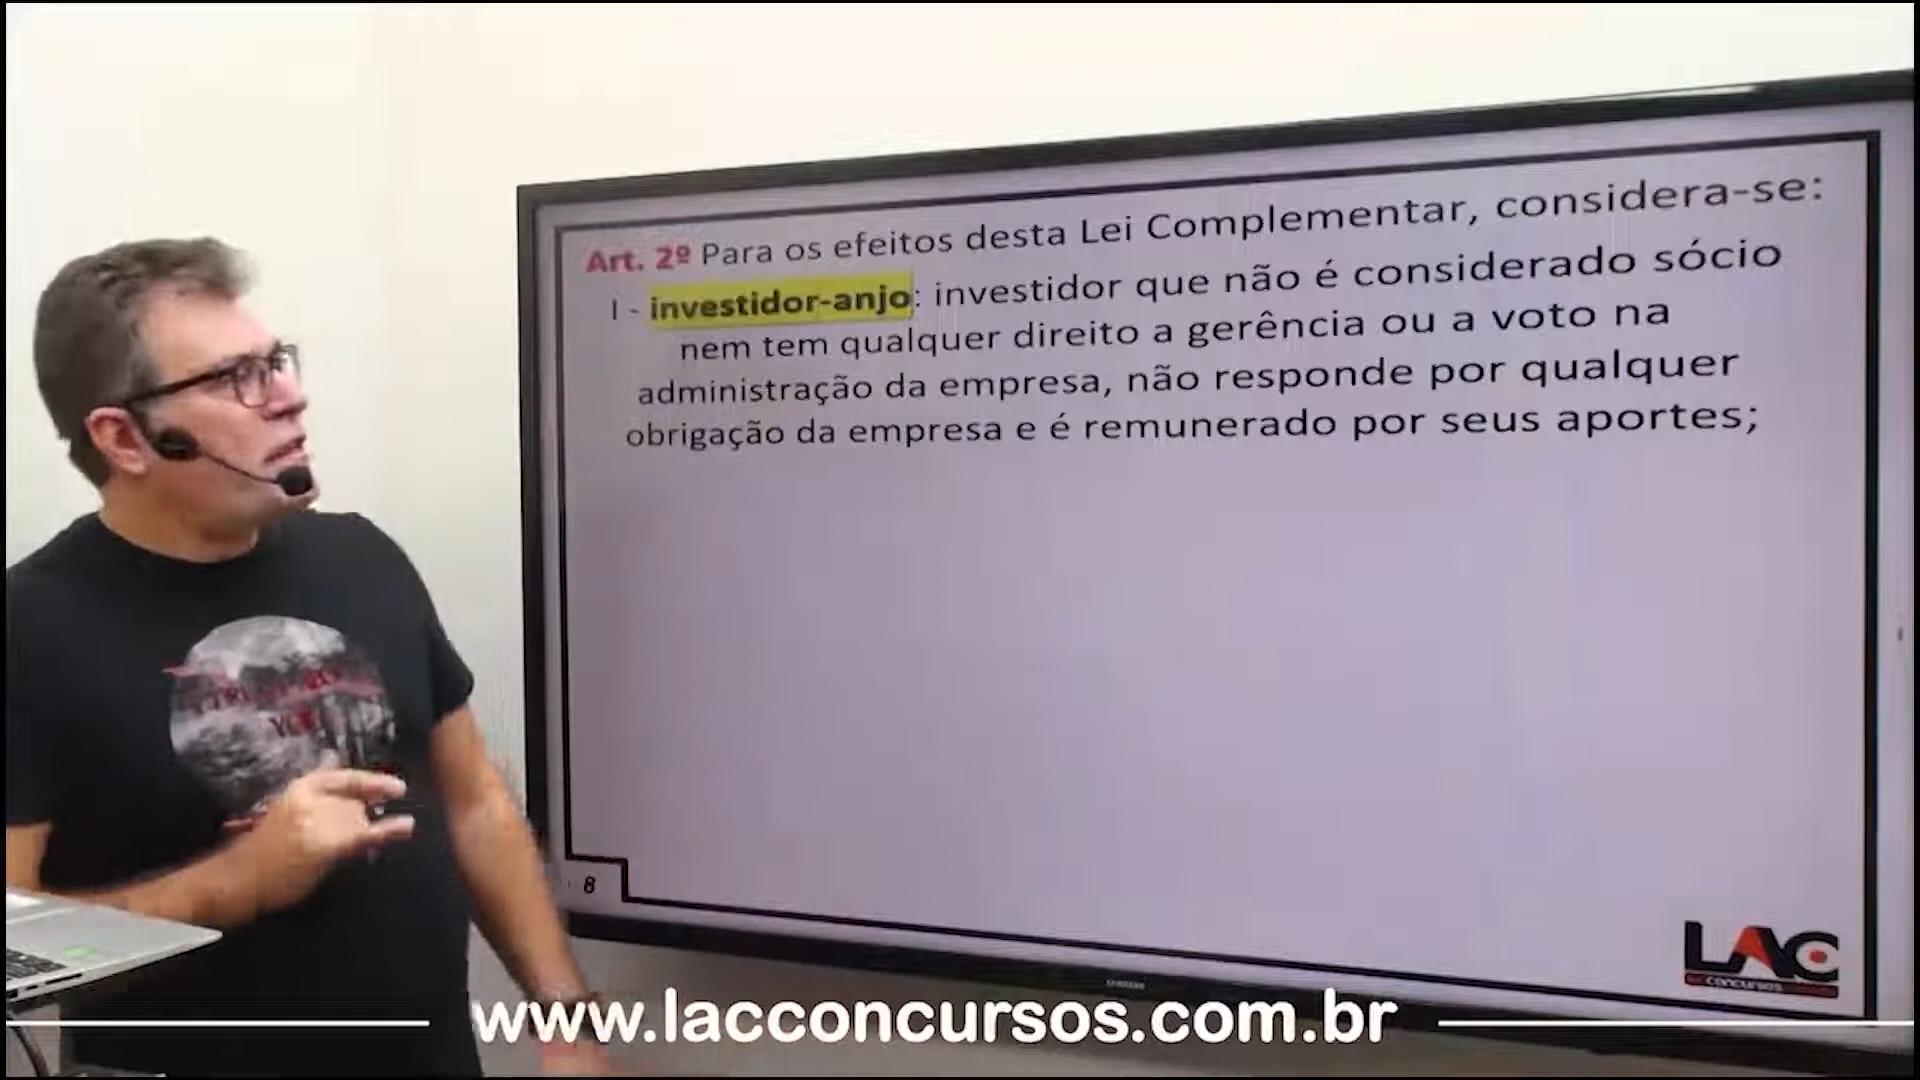 Art. 2º Para os efeitos desta Lei Complementar, considera-se:
I - investidor-anjo: investidor que não é considerado sócio
nem tem qualquer direito a gerência ou a voto na
administração da empresa, não responde por qualquer
obrigação da empresa e é remunerado por seus aportes;
8
LAC
concursos
www.lacconcursos.com.br